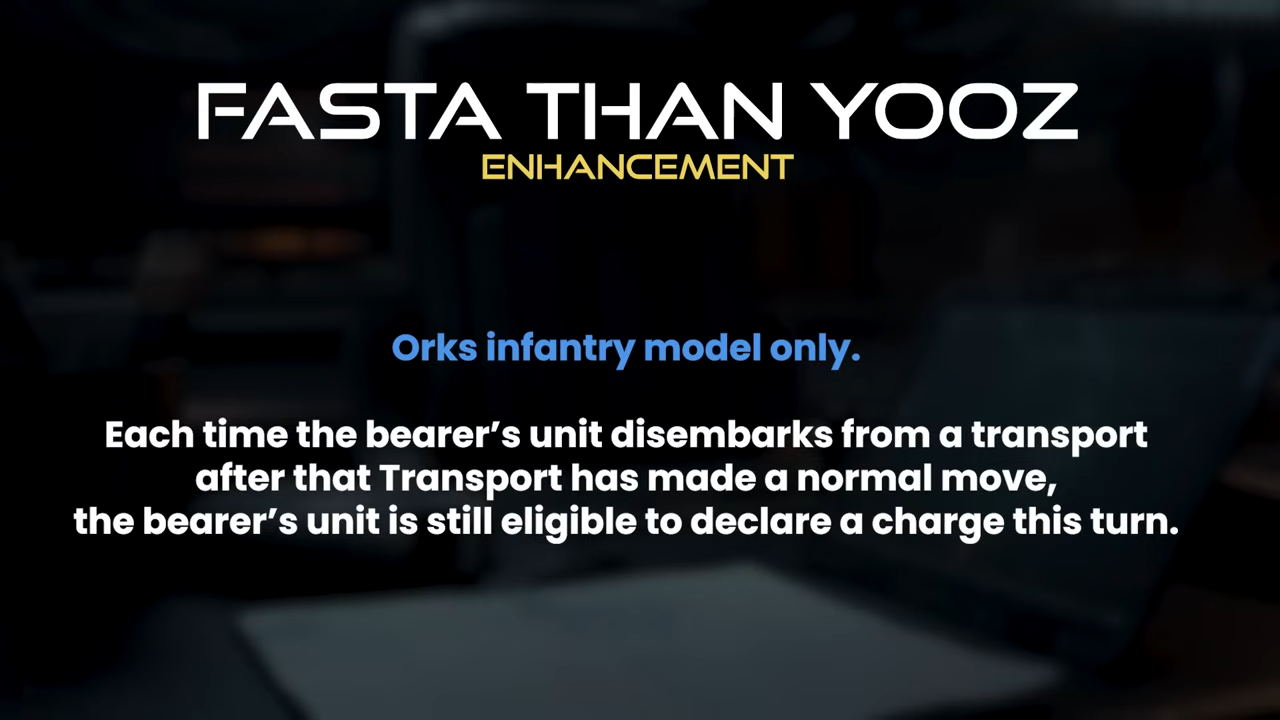 FASTA THAN YOOZ
ENHANCEMENT
Orks infantry model only.
Each time the bearer’s unit disembarks from a transport
after that Transport has made a normal move,
the bearer’s unit is still eligible to declare a charge this turn.